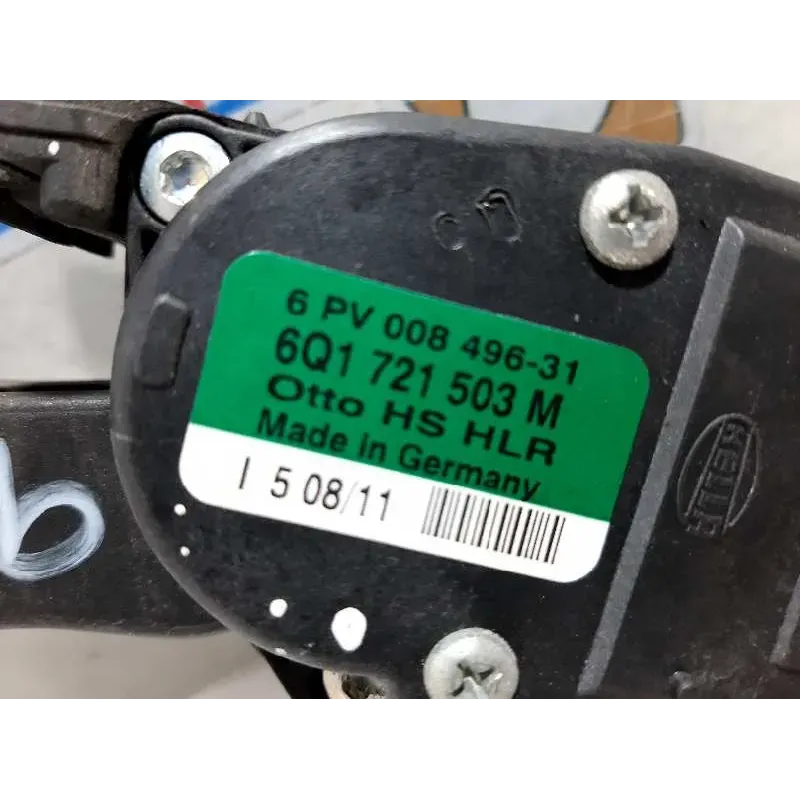 6 PV 008 496-31
6Q1 721 503 M
Otto HS HLR
Made in Germany
I 5 08/11
HELLA